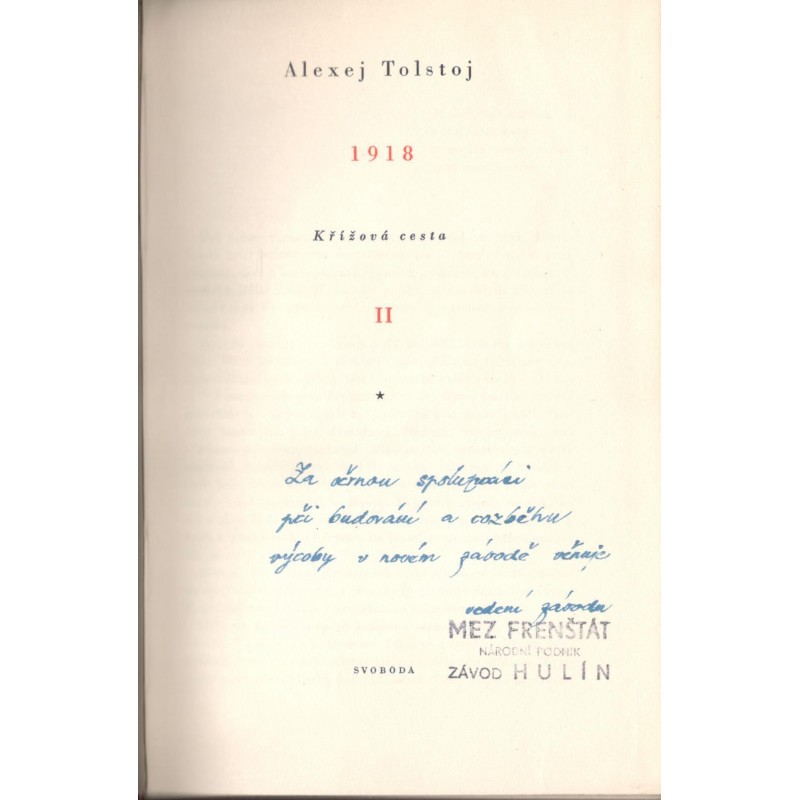 Alexej Tolstoj
1918
Křížová cesta
II
★
Za věrnou spolupráci
při budování a rozběhu
výroby v novém závodě věnuje
vedení závodu
MEZ FRENŠTÁT
NÁRODNÍ PODNIK
ZÁVOD HULÍN
SVOBODA